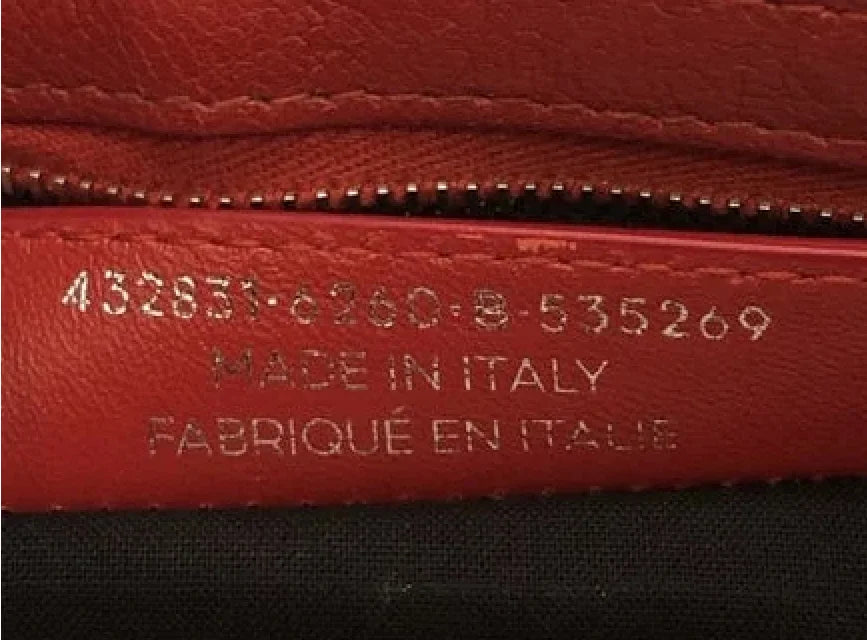 432831·6260·B·535269
MADE IN ITALY
FABRIQUÉ EN ITALIE